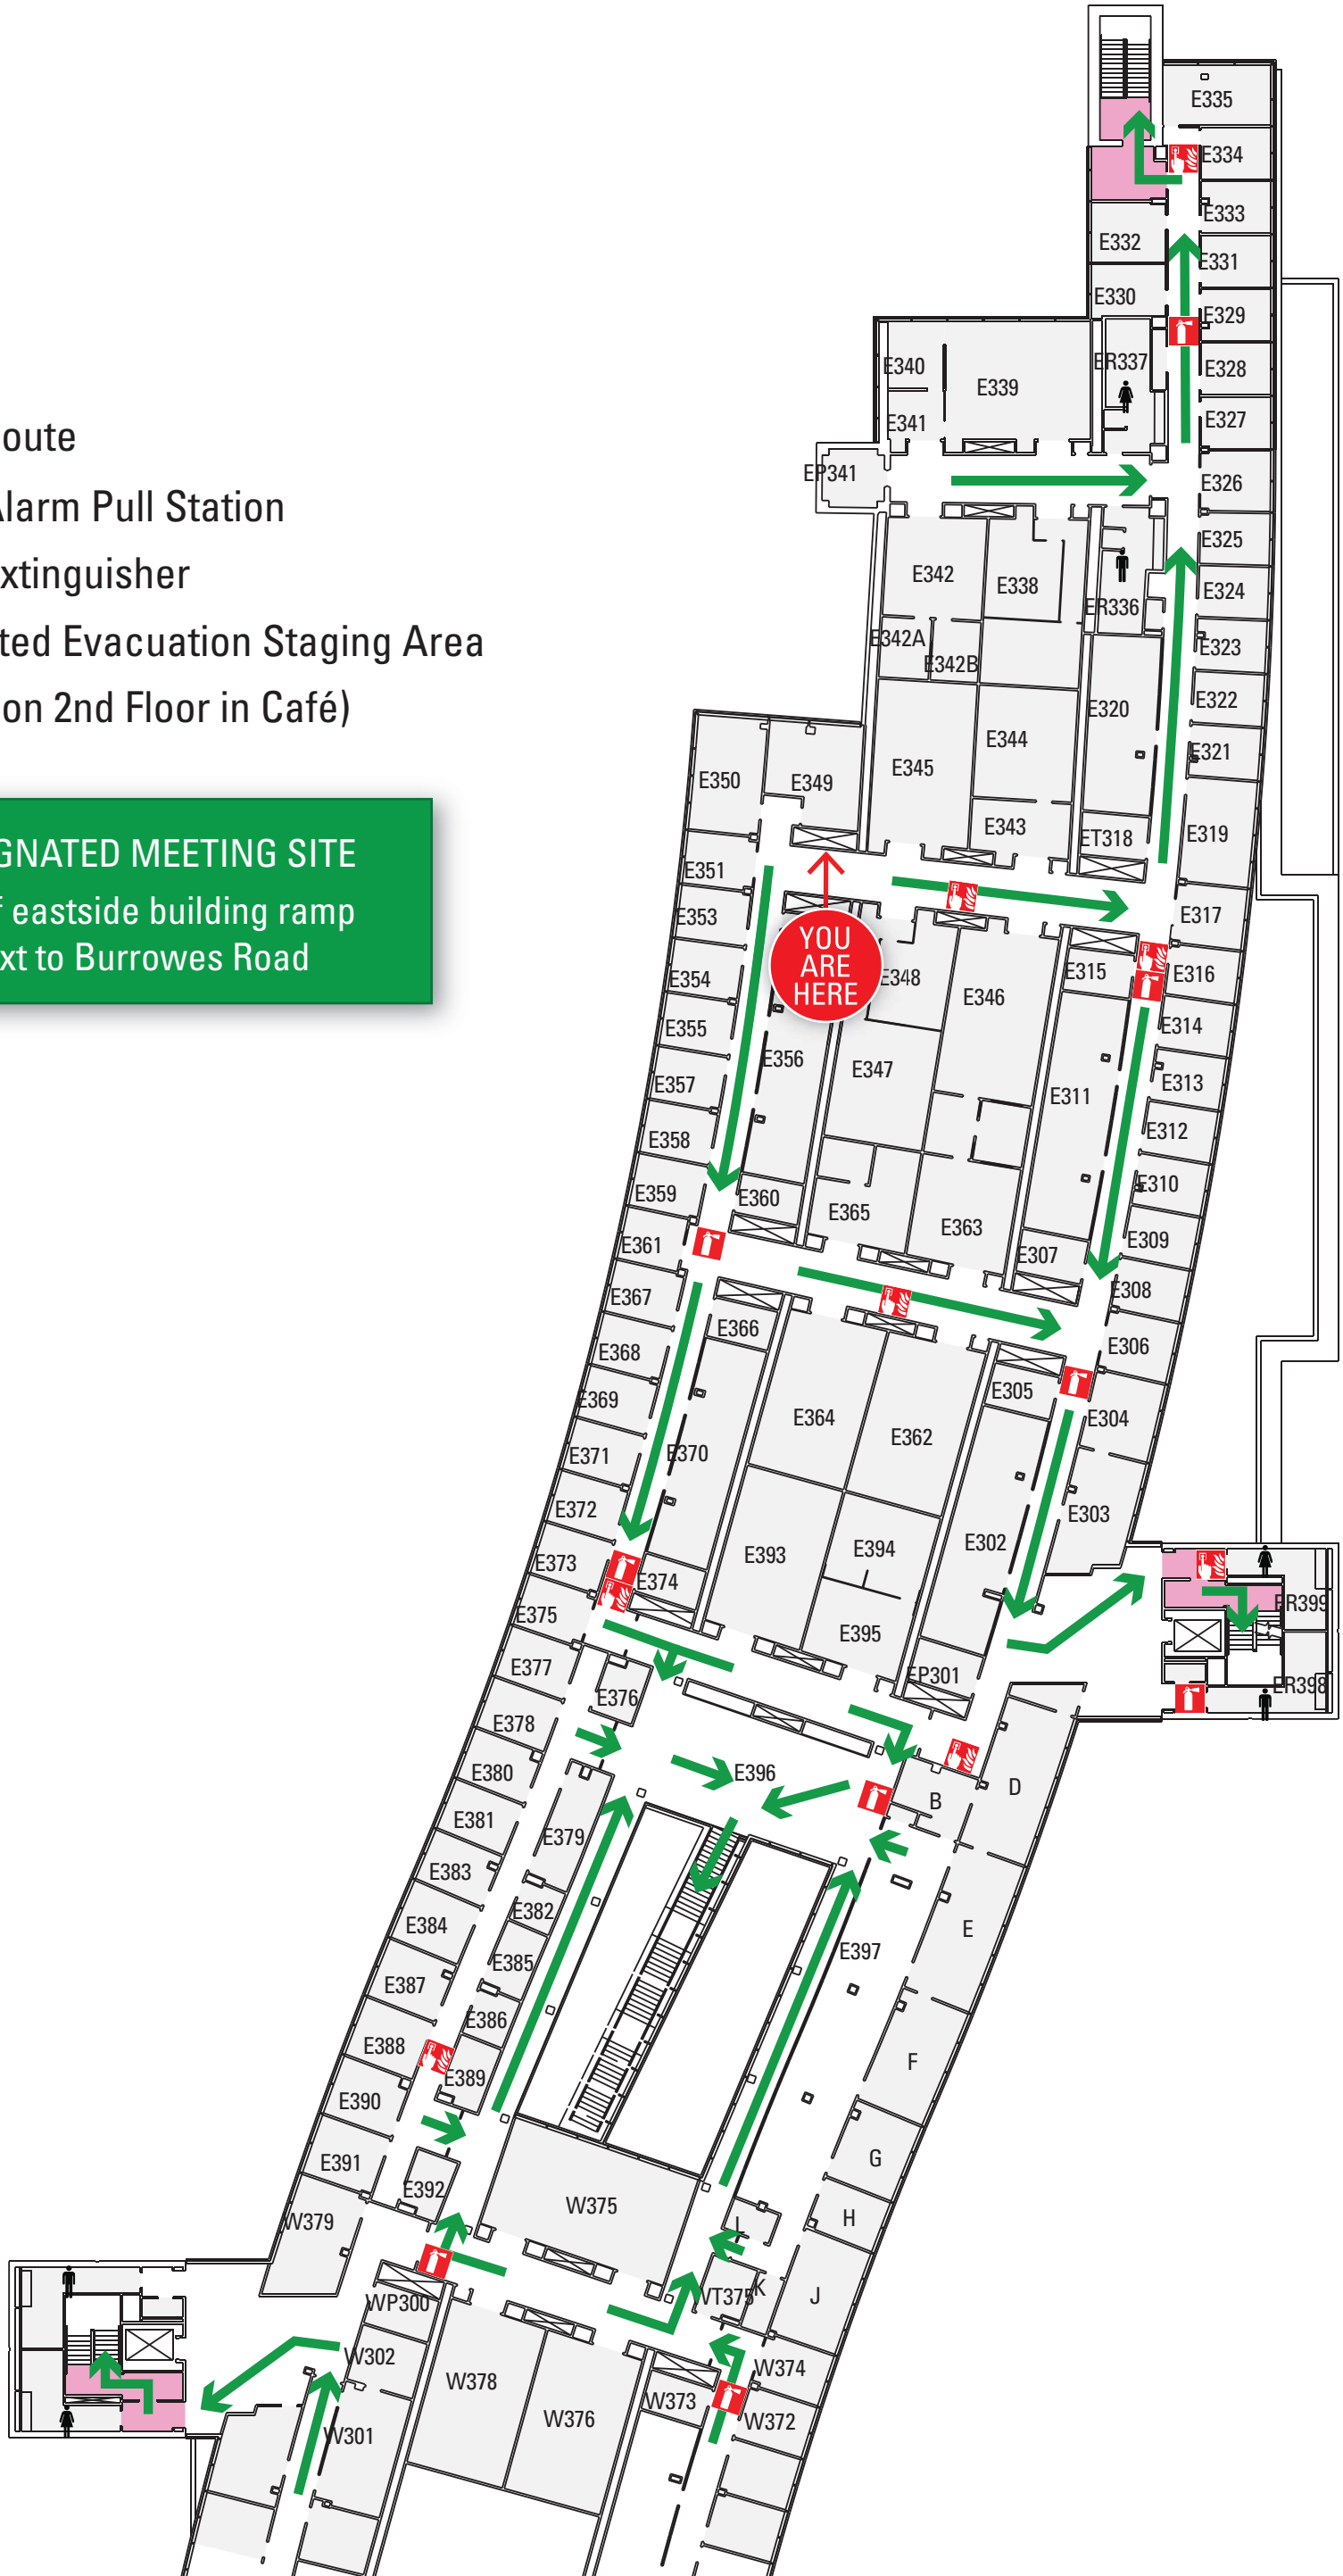 oute
Alarm Pull Station
xtinguisher
ted Evacuation Staging Area
on 2nd Floor in Café)
GNATED MEETING SITE
f eastside building ramp
xt to Burrowes Road
YOU
ARE
HERE
E335
E334
E333
E332
E331
E330
E329
ER337
E328
E340
E339
E341
E327
EP341
E326
E325
E342
E338
E324
ER336
E342A
E342B
E323
E322
E320
E321
E344
E345
E350
E349
E343
ET318
E319
E351
E353
E317
E354
E348
E346
E315
E316
E355
E314
E356
E347
E357
E311
E313
E358
E312
E359
E360
E365
E363
E310
E361
E307
E309
E367
E308
E366
E368
E306
E369
E364
E362
E305
E304
E371
E370
E372
E303
E373
E374
E393
E394
E302
E375
E395
ER399
E377
E376
EP301
ER398
E378
E380
E396
B
D
E381
E379
E383
E382
E384
E385
E397
E
E387
E386
E388
E389
F
E390
E391
E392
G
W379
W375
L
H
WP300
VT375
K
J
W302
W378
W376
W373
W374
W301
W372